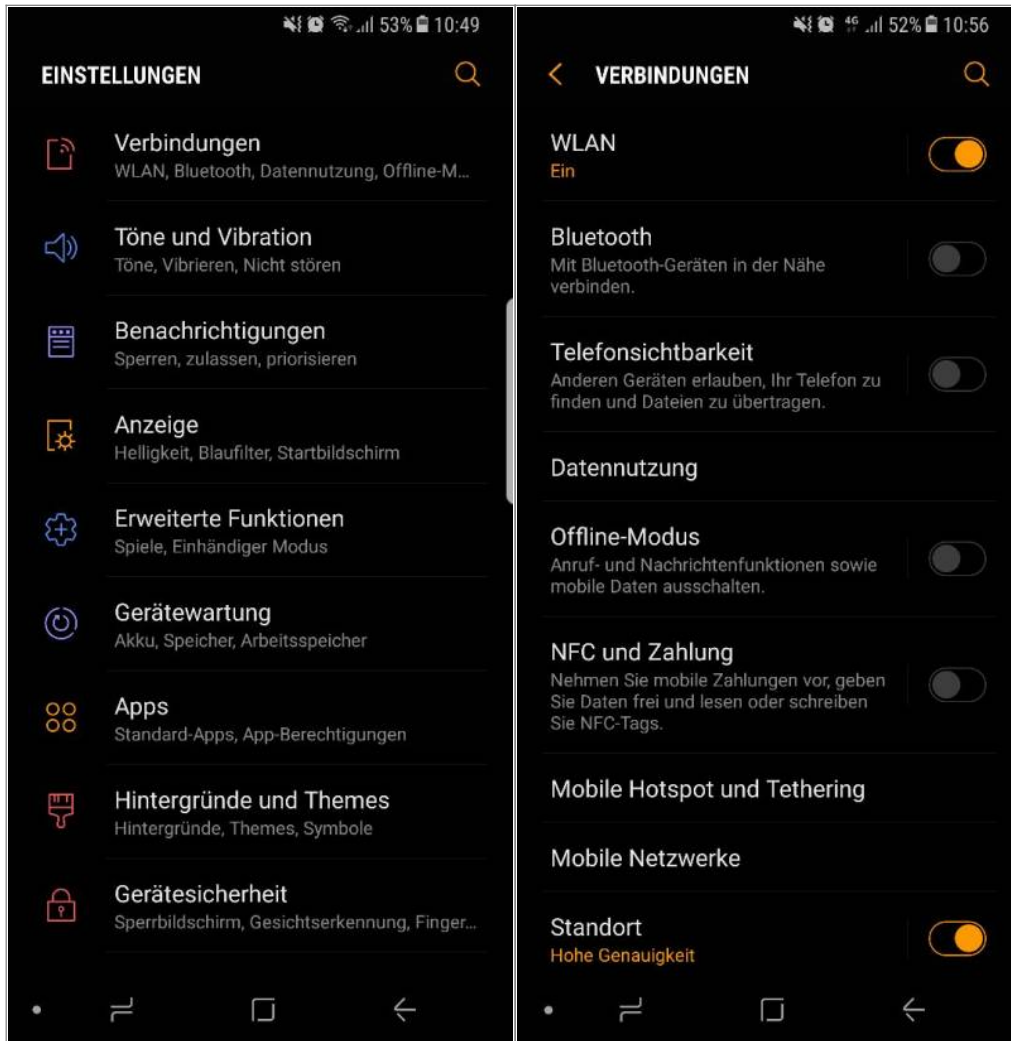 53% 10:49
EINSTELLUNGEN
Verbindungen
WLAN, Bluetooth, Datennutzung, Offline-M...
Töne und Vibration
Töne, Vibrieren, Nicht stören
Benachrichtigungen
Sperren, zulassen, priorisieren
Anzeige
Helligkeit, Blaufilter, Startbildschirm
Erweiterte Funktionen
Spiele, Einhändiger Modus
Gerätewartung
Akku, Speicher, Arbeitsspeicher
Apps
Standard-Apps, App-Berechtigungen
Hintergründe und Themes
Hintergründe, Themes, Symbole
Gerätesicherheit
Sperrbildschirm, Gesichtserkennung, Finger...
4G 52% 10:56
VERBINDUNGEN
WLAN
Ein
Bluetooth
Mit Bluetooth-Geräten in der Nähe
verbinden.
Telefonsichtbarkeit
Anderen Geräten erlauben, Ihr Telefon zu
finden und Dateien zu übertragen.
Datennutzung
Offline-Modus
Anruf- und Nachrichtenfunktionen sowie
mobile Daten ausschalten.
NFC und Zahlung
Nehmen Sie mobile Zahlungen vor, geben
Sie Daten frei und lesen oder schreiben
Sie NFC-Tags.
Mobile Hotspot und Tethering
Mobile Netzwerke
Standort
Hohe Genauigkeit